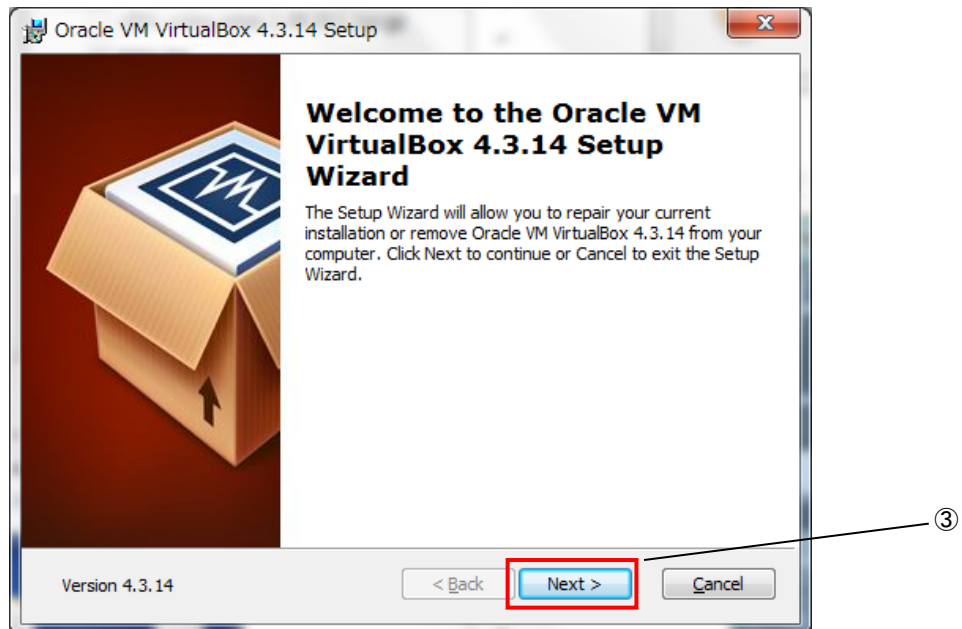 Oracle VM VirtualBox 4.3.14 Setup
Welcome to the Oracle VM
VirtualBox 4.3.14 Setup
Wizard
The Setup Wizard will allow you to repair your current
installation or remove Oracle VM VirtualBox 4.3.14 from your
computer. Click Next to continue or Cancel to exit the Setup
Wizard.
③
Version 4.3.14
< Back
Next >
Cancel